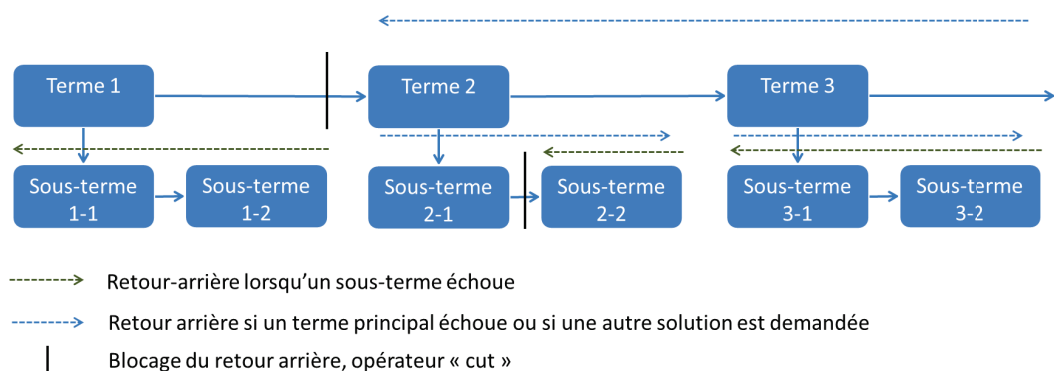 Terme 1
Terme 2
Terme 3
Sous-terme
1-1
Sous-terme
1-2
Sous-terme
2-1
Sous-terme
2-2
Sous-terme
3-1
Sous-terme
3-2
Retour-arrière lorsqu’un sous-terme échoue
Retour arrière si un terme principal échoue ou si une autre solution est demandée
Blocage du retour arrière, opérateur « cut »